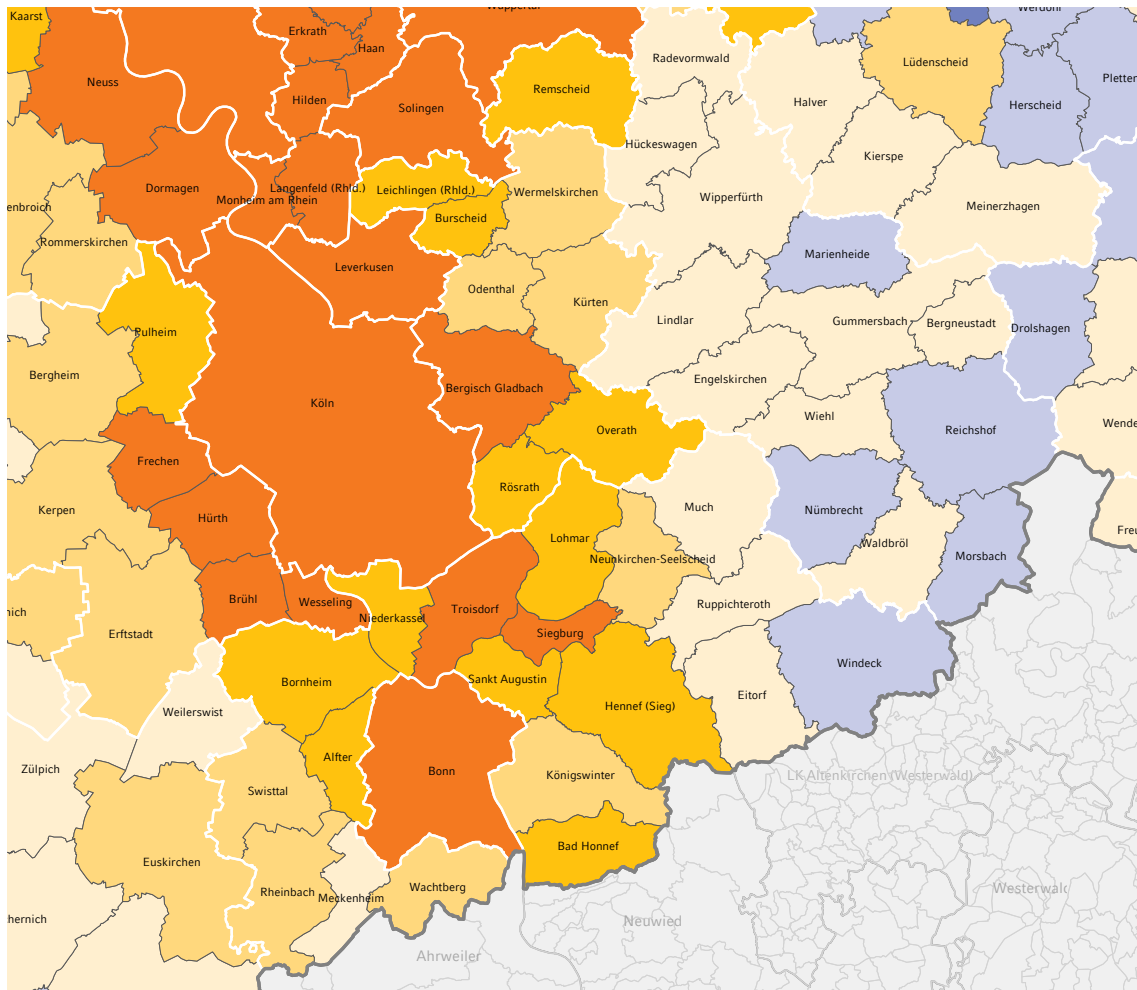 Kaarst
Erkrath
Haan
Neuss
Hilden
Solingen
Remscheid
Radevormwald
Halver
Lüdenscheid
Herscheid
Hückeswagen
Kierspe
Dormagen
Langenfeld (Rhld.)
Monheim am Rhein
Leichlingen (Rhld.)
Wermelskirchen
Wipperfürth
Meinerzhagen
enbroich
Burscheid
Rommerskirchen
Leverkusen
Marienheide
Odenthal
Kürten
Lindlar
Gummersbach
Bergneustadt
Drolshagen
Pulheim
Bergheim
Engelskirchen
Bergisch Gladbach
Köln
Wiehl
Reichshof
Wende
Overath
Frechen
Rösrath
Kerpen
Hürth
Much
Nümbrecht
Lohmar
Waldbröl
Morsbach
Neunkirchen-Seelscheid
Brühl
Wesseling
Niederkassel
Troisdorf
Ruppichteroth
nich
Erftstadt
Siegburg
Windeck
Bornheim
Sankt Augustin
Eitorf
Hennef (Sieg)
Weilerswist
Zülpich
Alfter
Bonn
Königswinter
LK Altenkirchen (Westerwald)
Swisttal
Bad Honnef
Euskirchen
Rheinbach
Meckenheim
Wachtberg
Westerwald
hernich
Neuwied
Ahrweiler